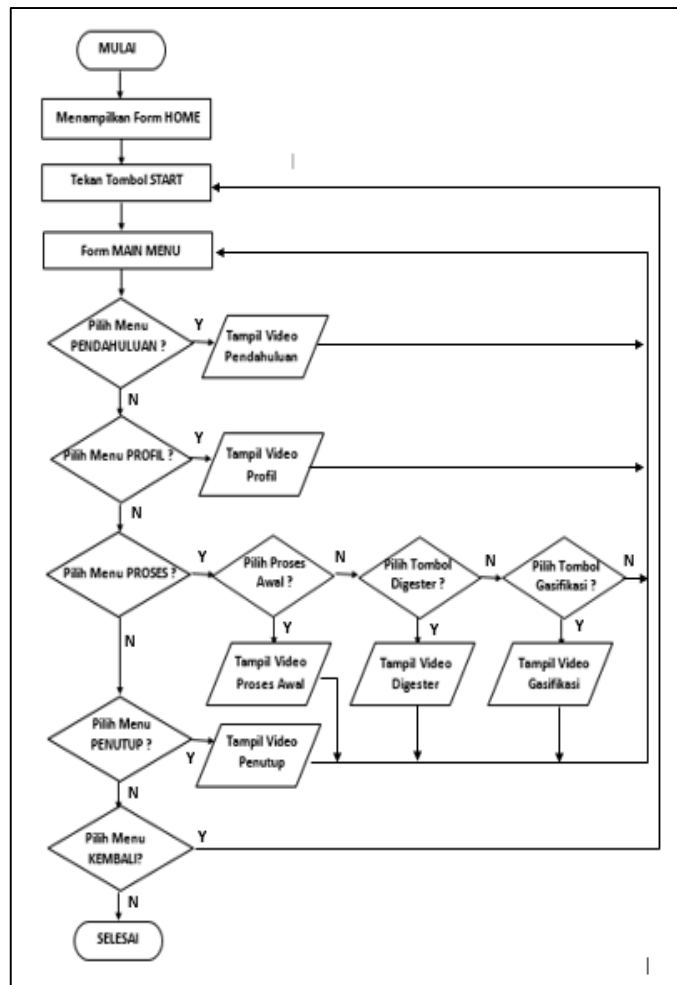 MULAI
Menampilkan Form HOME
Tekan Tombol START
Form MAIN MENU
Pilih Menu
PENDAHULUAN ?
Y
Tampil Video
Pendahuluan
N
Pilih Menu PROFIL ?
Y
Tampil Video
Profil
N
Pilih Menu PROSES ?
Y
Pilih Proses
Awal ?
N
Pilih Tombol
Digester ?
N
Pilih Tombol
Gasifikasi ?
N
Y
Y
Y
N
Tampil Video
Proses Awal
Tampil Video
Digester
Tampil Video
Gasifikasi
Pilih Menu
PENUTUP ?
Y
Tampil Video
Penutup
N
Pilih Menu
KEMBALI?
Y
N
SELESAI